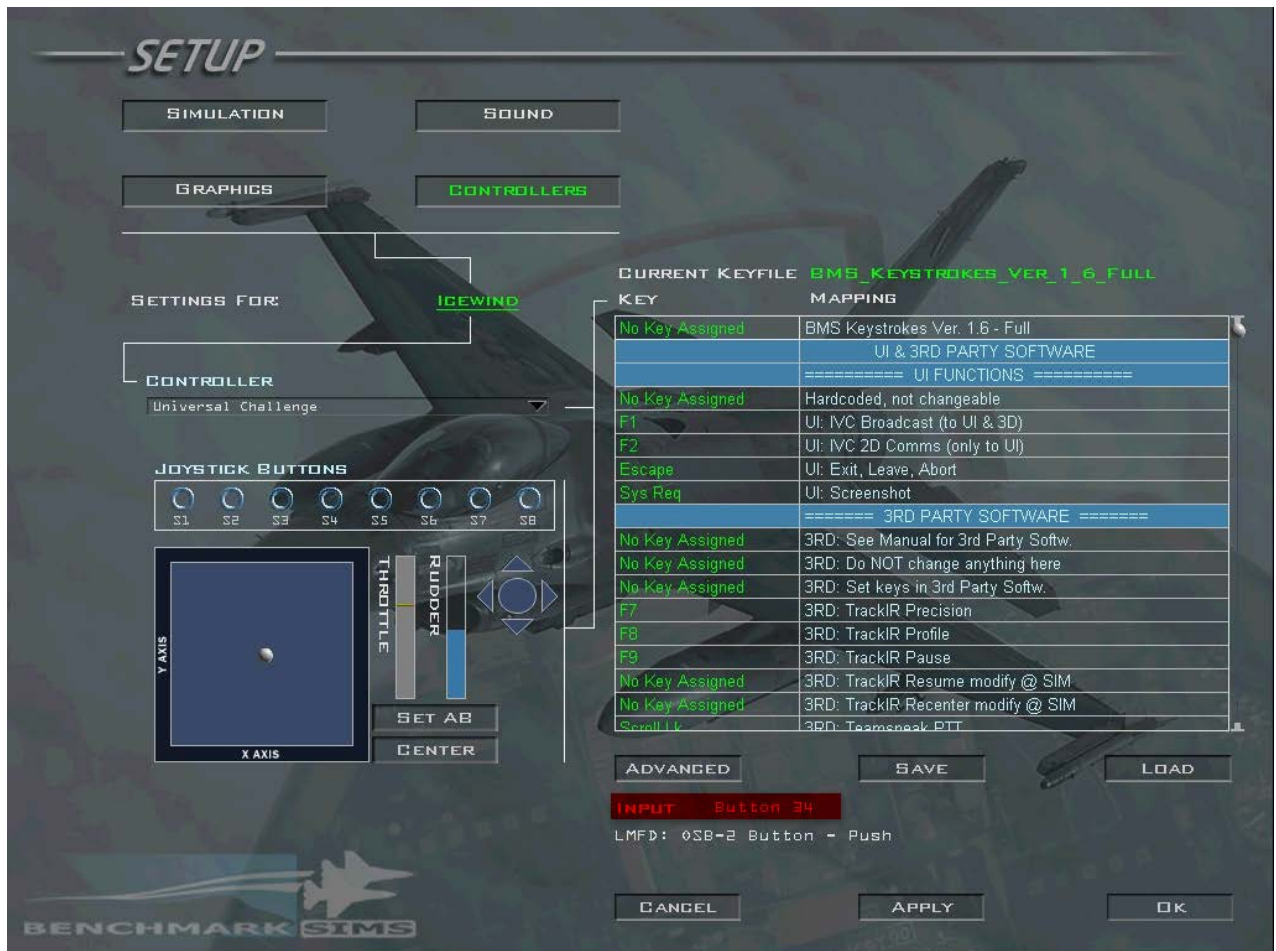 SETUP
SIMULATION
SOUND
GRAPHICS
CONTROLLERS
SETTINGS FOR:
ICEWIND
CONTROLLER
Universal Challenge
JOYSTICK BUTTONS
S1 S2 S3 S4 S5 S6 S7 S8
Y AXIS
X AXIS
THROTTLE
RUDDER
SET AB
CENTER
CURRENT KEYFILE BMS_KEYSTROKES_VER_1_6_FULL
KEY MAPPING
No Key Assigned BMS Keystrokes Ver. 1.6 - Full
UI & 3RD PARTY SOFTWARE
========== UI FUNCTIONS ==========
No Key Assigned Hardcoded, not changeable
F1 UI: IVC Broadcast (to UI & 3D)
F2 UI: IVC 2D Comms (only to UI)
Escape UI: Exit, Leave, Abort
Sys Req UI: Screenshot
======= 3RD PARTY SOFTWARE =======
No Key Assigned 3RD: See Manual for 3rd Party Softw.
No Key Assigned 3RD: Do NOT change anything here
No Key Assigned 3RD: Set keys in 3rd Party Softw.
F7 3RD: TrackIR Precision
F8 3RD: TrackIR Profile
F9 3RD: TrackIR Pause
No Key Assigned 3RD: TrackIR Resume modify @ SIM
No Key Assigned 3RD: TrackIR Recenter modify @ SIM
Scroll Lk 3RD: Teamspeak PTT
ADVANCED
SAVE
LOAD
INPUT Button 34
LMFD: OSB-2 Button - Push
CANCEL
APPLY
OK
BENCHMARK SIMS